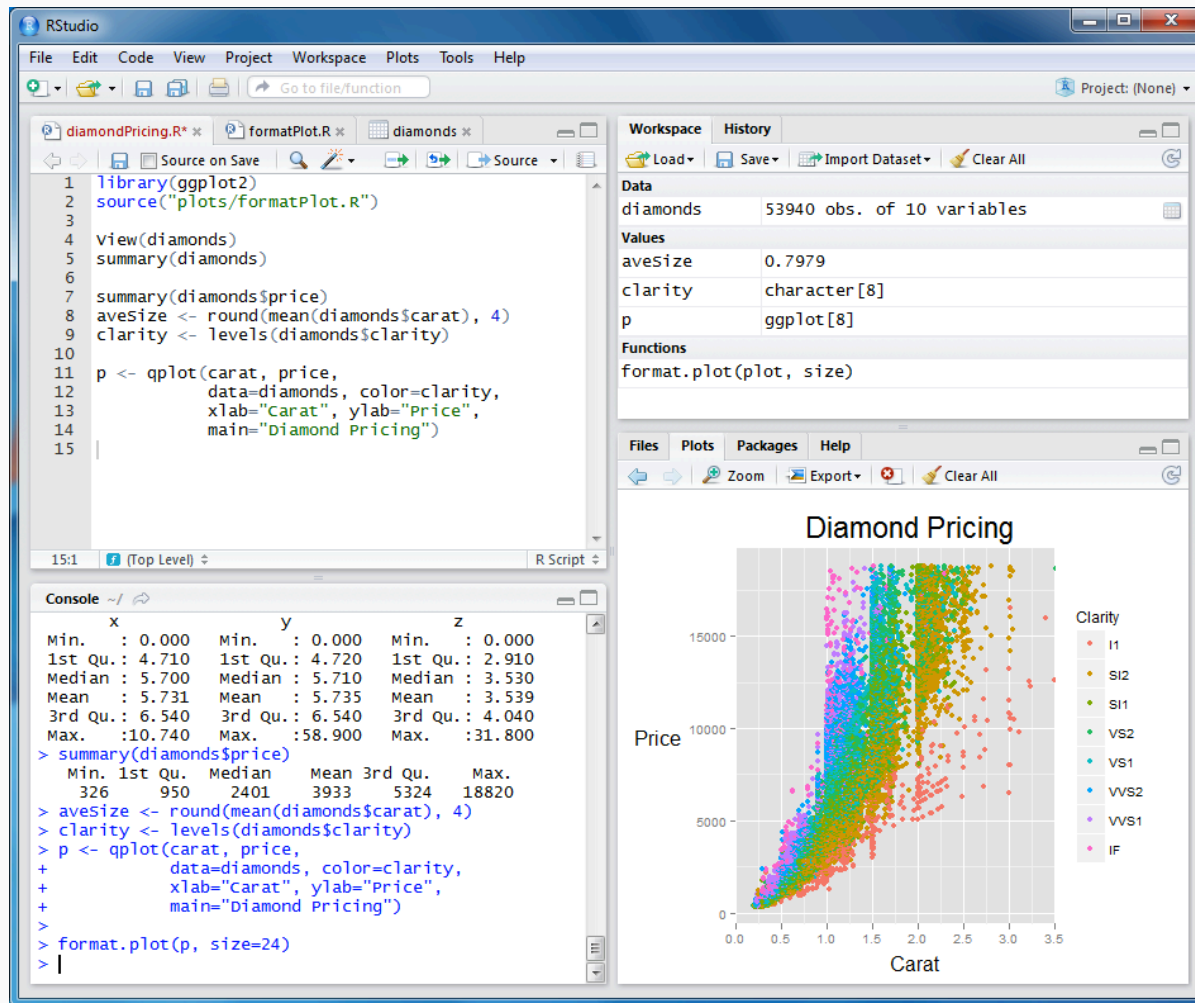 RStudio
File Edit Code View Project Workspace Plots Tools Help
Go to file/function
Project: (None)
diamondPricing.R* formatPlot.R diamonds
Source on Save Source
1 library(ggplot2)
2 source("plots/formatPlot.R")
3
4 View(diamonds)
5 summary(diamonds)
6
7 summary(diamonds$price)
8 aveSize <- round(mean(diamonds$carat), 4)
9 clarity <- levels(diamonds$clarity)
10
11 p <- qplot(carat, price,
12 data=diamonds, color=clarity,
13 xlab="Carat", ylab="Price",
14 main="Diamond Pricing")
15
15:1 (Top Level) R Script
Console ~/
x y z
Min. : 0.000 Min. : 0.000 Min. : 0.000
1st Qu.: 4.710 1st Qu.: 4.720 1st Qu.: 2.910
Median : 5.700 Median : 5.710 Median : 3.530
Mean : 5.731 Mean : 5.735 Mean : 3.539
3rd Qu.: 6.540 3rd Qu.: 6.540 3rd Qu.: 4.040
Max. :10.740 Max. :58.900 Max. :31.800
> summary(diamonds$price)
Min. 1st Qu. Median Mean 3rd Qu. Max.
326 950 2401 3933 5324 18820
> aveSize <- round(mean(diamonds$carat), 4)
> clarity <- levels(diamonds$clarity)
> p <- qplot(carat, price,
+ data=diamonds, color=clarity,
+ xlab="Carat", ylab="Price",
+ main="Diamond Pricing")
>
> format.plot(p, size=24)
>
Workspace History
Load Save Import Dataset Clear All
Data
diamonds 53940 obs. of 10 variables
Values
aveSize 0.7979
clarity character[8]
p ggplot[8]
Functions
format.plot(plot, size)
Files Plots Packages Help
Zoom Export Clear All
Diamond Pricing
15000
10000
5000
0
Price
0.0 0.5 1.0 1.5 2.0 2.5 3.0 3.5
Carat
Clarity
I1
SI2
SI1
VS2
VS1
VVS2
VVS1
IF